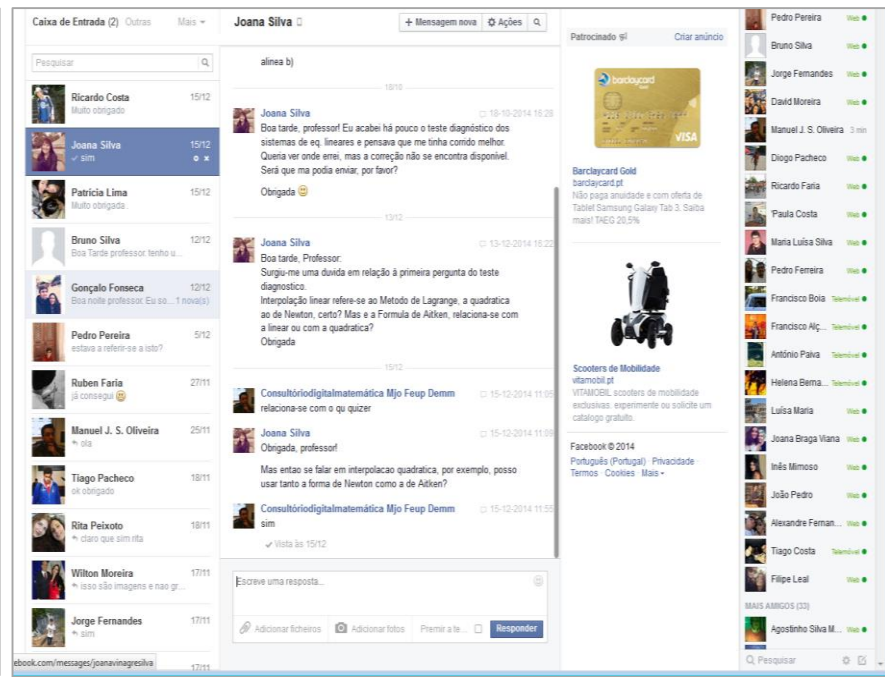 Caixa de Entrada (2) Outras Mais
Pesquisar
Ricardo Costa 15/12
Muito obrigado
Joana Silva 15/12
✓ sim
Patrícia Lima 15/12
Muito obrigada
Bruno Silva 12/12
Boa Tarde professor. tenho u...
Gonçalo Fonseca 12/12
Boa noite professor. Eu so... 1 nova(s)
Pedro Pereira 5/12
estava a referir-se a isto?
Ruben Faria 27/11
já consegui
Manuel J. S. Oliveira 25/11
ola
Tiago Pacheco 18/11
ok obrigado
Rita Peixoto 18/11
claro que sim rita
Wilton Moreira 17/11
isso são imagens e nao gr...
Jorge Fernandes 17/11
sim
17/11
ebook.com/messages/joanavinagresilva
Joana Silva
+ Mensagem nova Ações
alinea b)
18/10
Joana Silva 18-10-2014 16:28
Boa tarde, professor! Eu acabei há pouco o teste diagnóstico dos
sistemas de eq. lineares e pensava que me tinha corrido melhor.
Queria ver onde errei, mas a correção não se encontra disponível.
Será que ma podia enviar, por favor?
Obrigada
13/12
Joana Silva 13-12-2014 16:22
Boa tarde, Professor.
Surgiu-me uma duvida em relação á primeira pergunta do teste
diagnostico.
Interpolação linear refere-se ao Metodo de Lagrange, a quadratica
ao de Newton, certo? Mas e a Formula de Aitken, relaciona-se com
a linear ou com a quadratica?
Obrigada
15/12
Consultóriodigitalmatemática Mjo Feup Demm 15-12-2014 11:05
relaciona-se com o qu quizer
Joana Silva 15-12-2014 11:09
Obrigada, professor!
Mas entao se falar em interpolacao quadratica, por exemplo, posso
usar tanto a forma de Newton como a de Aitken?
Consultóriodigitalmatemática Mjo Feup Demm 15-12-2014 11:55
sim
✓ Vista às 15/12
Escreve uma resposta...
Adicionar ficheiros Adicionar fotos Premir a te... Responder
Patrocinado Criar anúncio
barclaycard
VISA
Barclaycard Gold
barclaycard.pt
Não paga anuidade e com oferta de
Tablet Samsung Galaxy Tab 3. Saiba
mais! TAEG 20,5%
Scooters de Mobilidade
vitamobil.pt
VITAMOBIL scooters de mobilidade
exclusivas. experimente ou solicite um
catalogo gratuito.
Facebook © 2014
Português (Portugal) · Privacidade ·
Termos · Cookies · Mais
Pedro Pereira Web
Bruno Silva Web
Jorge Fernandes Web
David Moreira Web
Manuel J. S. Oliveira 3 min
Diogo Pacheco Web
Ricardo Faria Web
'Paula Costa Web
Maria Luísa Silva Web
Pedro Ferreira Web
Francisco Boia Telemóvel
Francisco Alç... Telemóvel
António Paiva Telemóvel
Helena Berna... Telemóvel
Luísa Maria Web
Joana Braga Viana Web
Inês Mimoso Web
João Pedro Web
Alexandre Fernan... Web
Tiago Costa Telemóvel
Filipe Leal Web
MAIS AMIGOS (33)
Agostinho Silva M... Web
Pesquisar